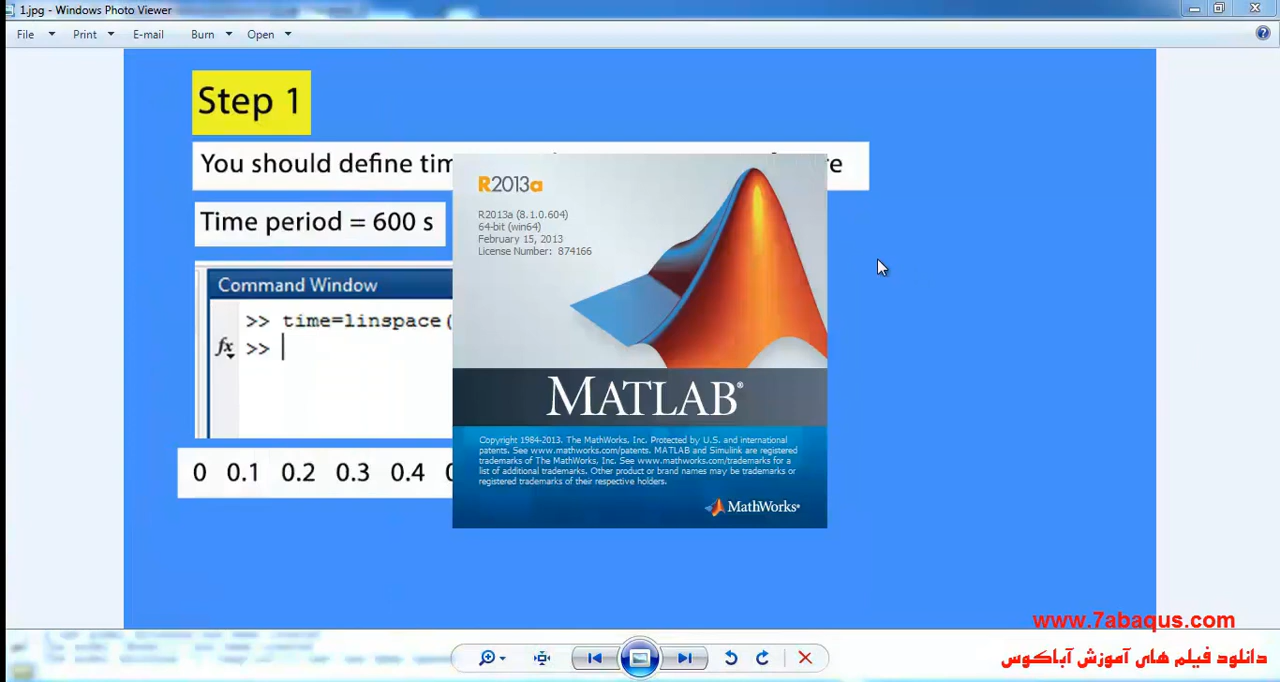 1.jpg - Windows Photo Viewer
File Print E-mail Burn Open
Step 1
You should define
Time period = 600 s
Command Window
>> time=linspace(
fx >>
0 0.1 0.2 0.3 0.4
R2013a
R2013a (8.1.0.604)
64-bit (win64)
February 15, 2013
License Number: 874166
MATLAB®
Copyright 1984-2013. The MathWorks, Inc. Protected by U.S. and international
patents. See www.mathworks.com/patents. MATLAB and Simulink are registered
trademarks of The MathWorks, Inc. See www.mathworks.com/trademarks for a
list of additional trademarks. Other product or brand names may be trademarks or
registered trademarks of their respective holders.
MathWorks®
www.7abaqus.com
دانلود فیلم های آموزش آباکوس